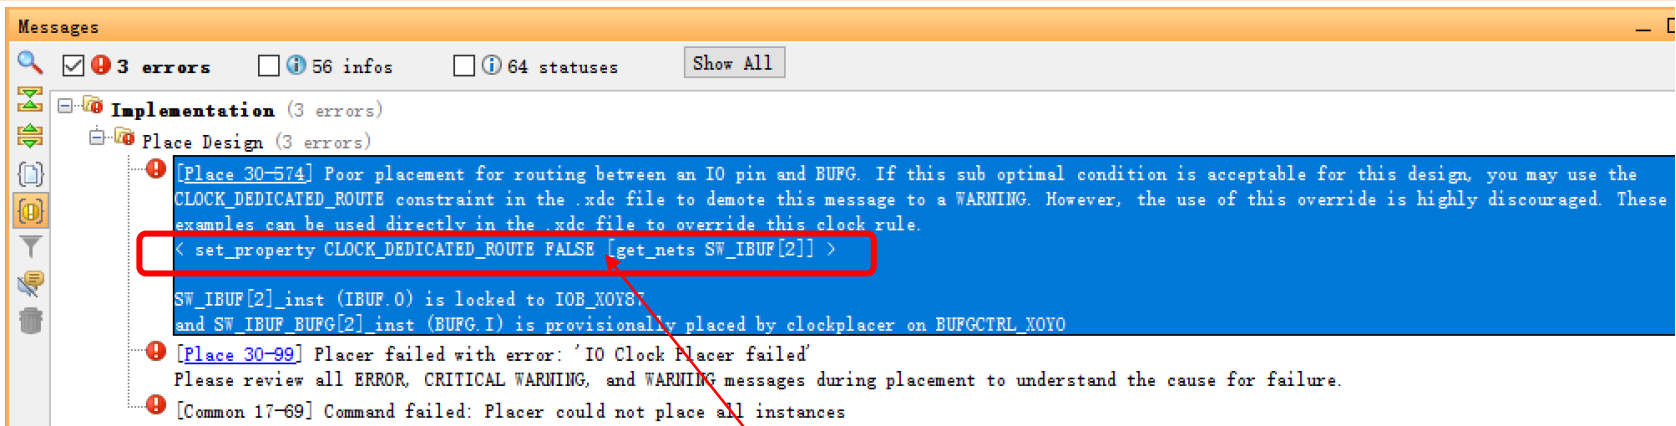 Messages
3 errors 56 infos 64 statuses Show All
Implementation (3 errors)
Place Design (3 errors)
[Place 30-574] Poor placement for routing between an IO pin and BUFG. If this sub optimal condition is acceptable for this design, you may use the
CLOCK_DEDICATED_ROUTE constraint in the .xdc file to demote this message to a WARNING. However, the use of this override is highly discouraged. These
examples can be used directly in the .xdc file to override this clock rule.
< set_property CLOCK_DEDICATED_ROUTE FALSE [get_nets SW_IBUF[2]] >
SW_IBUF[2]_inst (IBUF.O) is locked to IOB_X0Y87
and SW_IBUF_BUFG[2]_inst (BUFG.I) is provisionally placed by clockplacer on BUFGCTRL_X0Y0
[Place 30-99] Placer failed with error: 'IO Clock Placer failed'
Please review all ERROR, CRITICAL WARNING, and WARNING messages during placement to understand the cause for failure.
[Common 17-69] Command failed: Placer could not place all instances